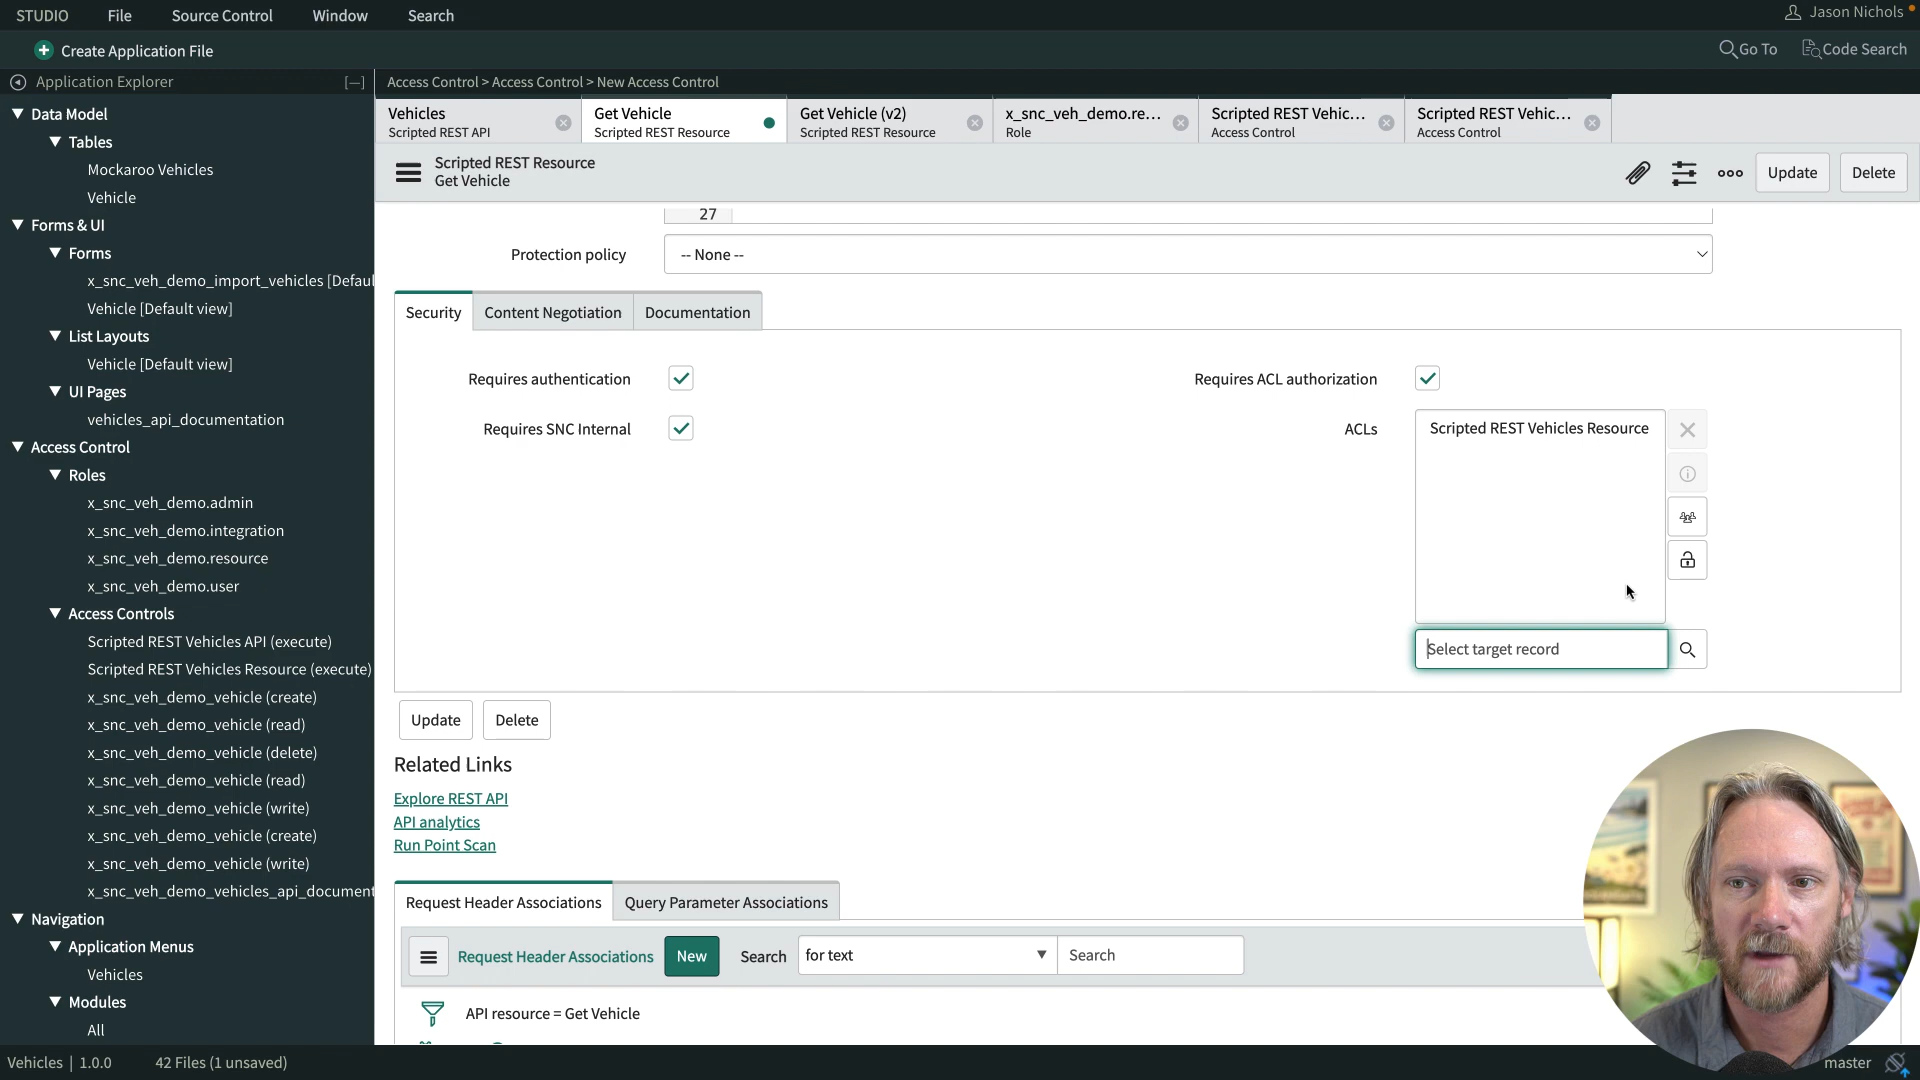 STUDIO File Source Control Window Search
Jason Nichols
Create Application File
Go To Code Search
Application Explorer [—]
Access Control > Access Control > New Access Control
Data Model
Tables
Mockaroo Vehicles
Vehicle
Forms & UI
Forms
x_snc_veh_demo_import_vehicles [Defaul
Vehicle [Default view]
List Layouts
Vehicle [Default view]
UI Pages
vehicles_api_documentation
Access Control
Roles
x_snc_veh_demo.admin
x_snc_veh_demo.integration
x_snc_veh_demo.resource
x_snc_veh_demo.user
Access Controls
Scripted REST Vehicles API (execute)
Scripted REST Vehicles Resource (execute)
x_snc_veh_demo_vehicle (create)
x_snc_veh_demo_vehicle (read)
x_snc_veh_demo_vehicle (delete)
x_snc_veh_demo_vehicle (read)
x_snc_veh_demo_vehicle (write)
x_snc_veh_demo_vehicle (create)
x_snc_veh_demo_vehicle (write)
x_snc_veh_demo_vehicles_api_document
Navigation
Application Menus
Vehicles
Modules
All
Vehicles
Scripted REST API
Get Vehicle
Scripted REST Resource
Get Vehicle (v2)
Scripted REST Resource
x_snc_veh_demo.re...
Role
Scripted REST Vehic...
Access Control
Scripted REST Vehic...
Access Control
Scripted REST Resource
Get Vehicle
Update Delete
27
Protection policy -- None --
Security Content Negotiation Documentation
Requires authentication
Requires ACL authorization
Requires SNC Internal
ACLs
Scripted REST Vehicles Resource
Select target record
Update Delete
Related Links
Explore REST API
API analytics
Run Point Scan
Request Header Associations Query Parameter Associations
Request Header Associations New Search for text Search
API resource = Get Vehicle
Vehicles | 1.0.0 42 Files (1 unsaved)
master